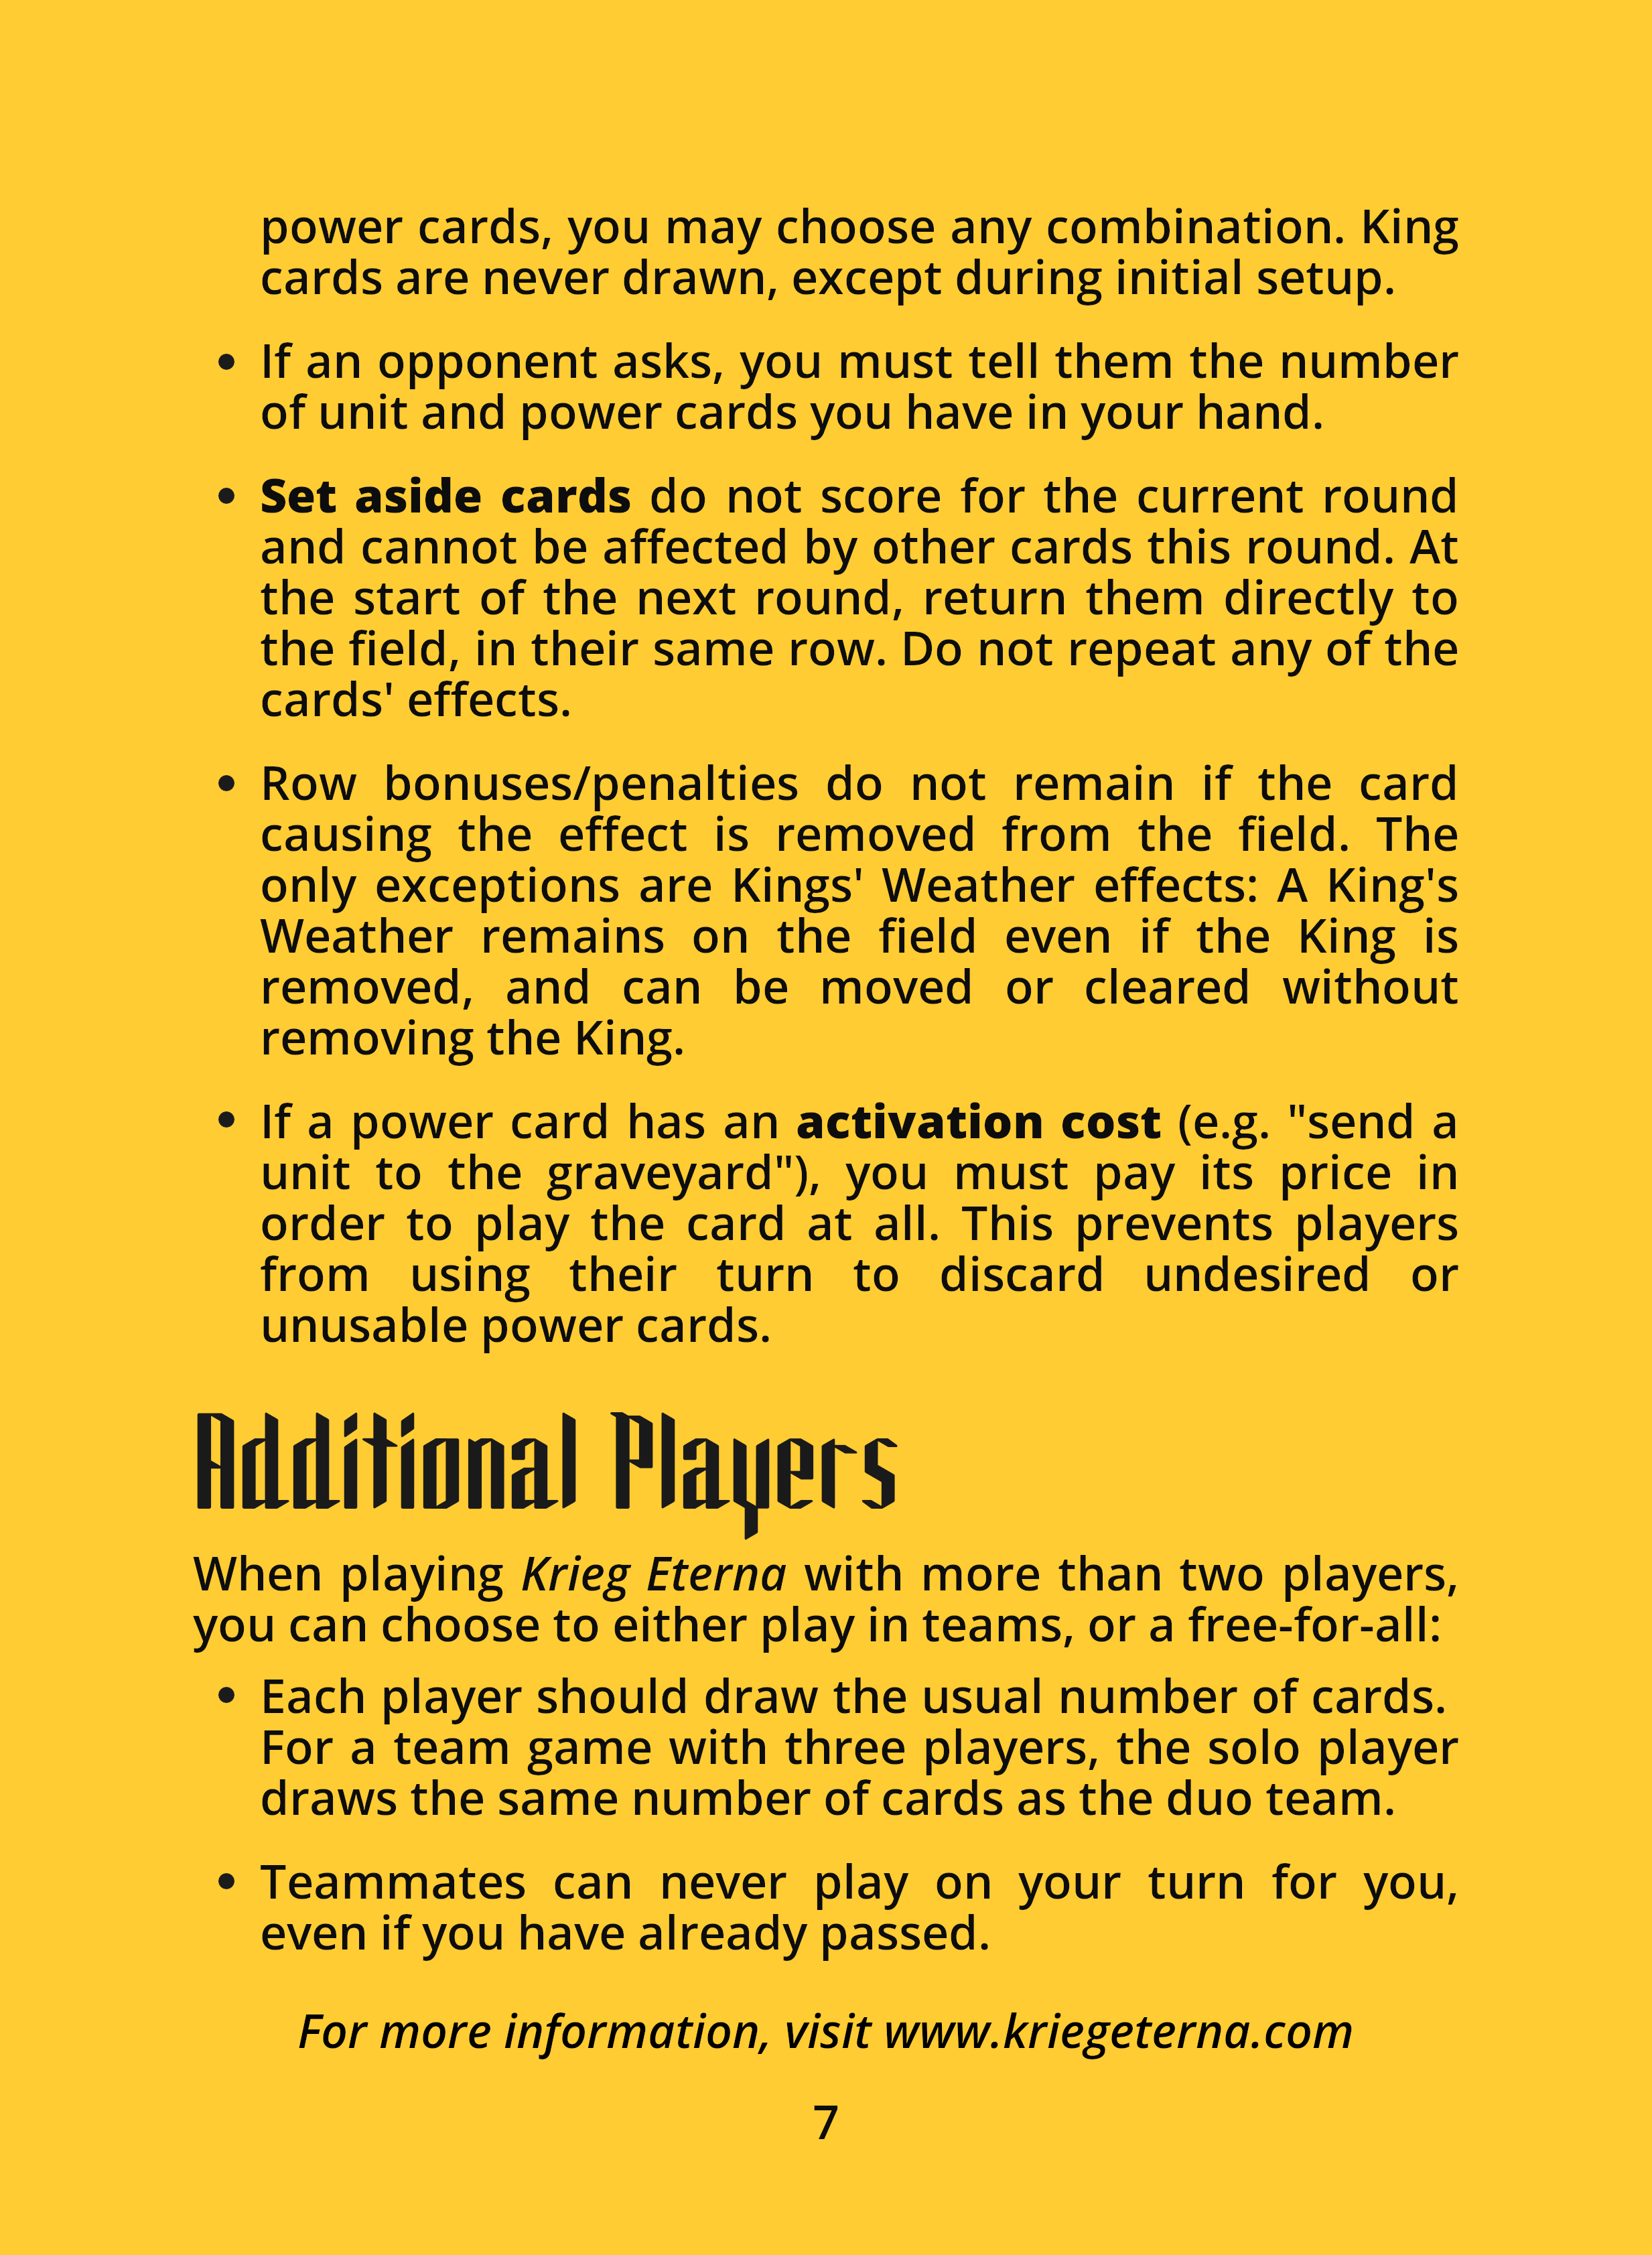 power cards, you may choose any combination. King
cards are never drawn, except during initial setup.
• If an opponent asks, you must tell them the number
of unit and power cards you have in your hand.
• Set aside cards do not score for the current round
and cannot be affected by other cards this round. At
the start of the next round, return them directly to
the field, in their same row. Do not repeat any of the
cards' effects.
• Row bonuses/penalties do not remain if the card
causing the effect is removed from the field. The
only exceptions are Kings' Weather effects: A King's
Weather remains on the field even if the King is
removed, and can be moved or cleared without
removing the King.
• If a power card has an activation cost (e.g. "send a
unit to the graveyard"), you must pay its price in
order to play the card at all. This prevents players
from using their turn to discard undesired or
unusable power cards.
Additional Players
When playing Krieg Eterna with more than two players,
you can choose to either play in teams, or a free-for-all:
• Each player should draw the usual number of cards.
For a team game with three players, the solo player
draws the same number of cards as the duo team.
• Teammates can never play on your turn for you,
even if you have already passed.
For more information, visit www.kriegeterna.com
7